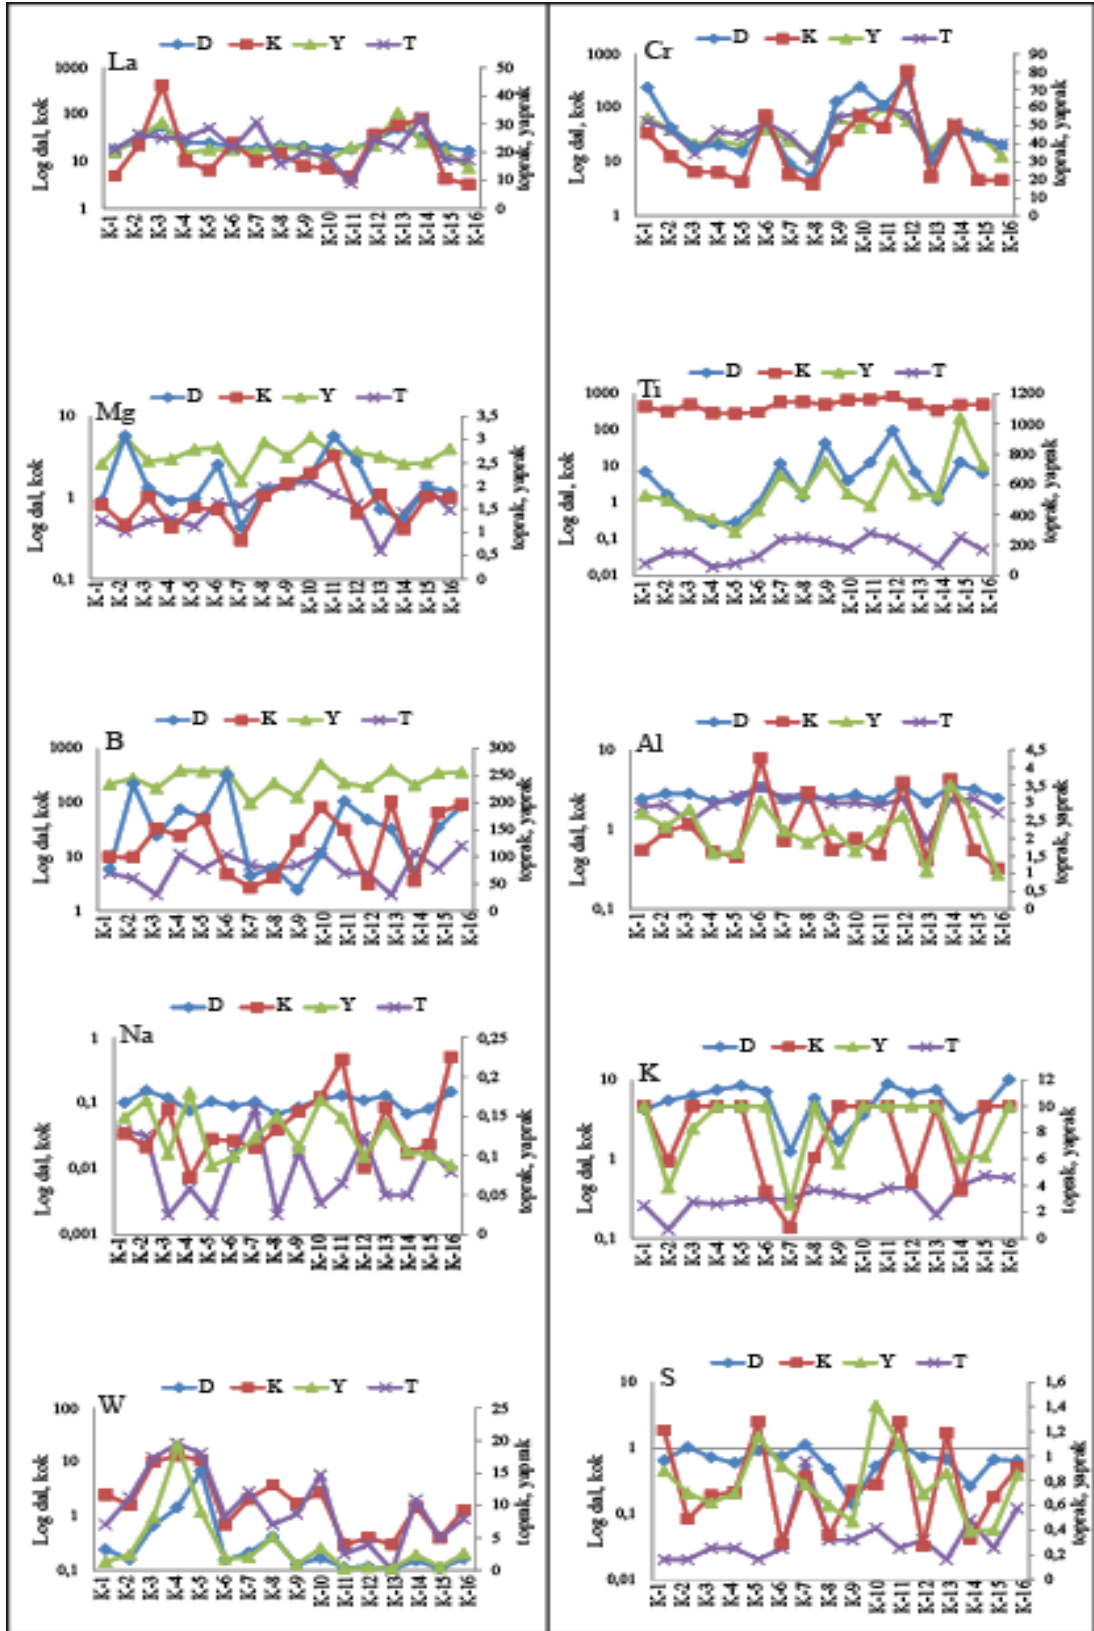 D K Y T
La
1000
100
10
1
50
40
30
20
10
0
Log dal, kok
toprak, yaprak
K-1 K-2 K-3 K-4 K-5 K-6 K-7 K-8 K-9 K-10 K-11 K-12 K-13 K-14 K-15 K-16
D K Y T
Cr
1000
100
10
1
90
80
70
60
50
40
30
20
10
0
Log dal, kok
toprak, yaprak
K-1 K-2 K-3 K-4 K-5 K-6 K-7 K-8 K-9 K-10 K-11 K-12 K-13 K-14 K-15 K-16
D K Y T
Mg
10
1
0,1
3,5
3
2,5
2
1,5
1
0,5
0
Log dal, kok
toprak, yaprak
K-1 K-2 K-3 K-4 K-5 K-6 K-7 K-8 K-9 K-10 K-11 K-12 K-13 K-14 K-15 K-16
D K Y T
Ti
1000
100
10
1
0,1
0,01
1200
1000
800
600
400
200
0
Log dal, kok
toprak, yaprak
K-1 K-2 K-3 K-4 K-5 K-6 K-7 K-8 K-9 K-10 K-11 K-12 K-13 K-14 K-15 K-16
D K Y T
B
1000
100
10
1
300
250
200
150
100
50
0
Log dal, kok
toprak, yaprak
K-1 K-2 K-3 K-4 K-5 K-6 K-7 K-8 K-9 K-10 K-11 K-12 K-13 K-14 K-15 K-16
D K Y T
Al
10
1
0,1
4,5
4
3,5
3
2,5
2
1,5
1
0,5
0
Log dal, kok
toprak, yaprak
K-1 K-2 K-3 K-4 K-5 K-6 K-7 K-8 K-9 K-10 K-11 K-12 K-13 K-14 K-15 K-16
D K Y T
Na
1
0,1
0,01
0,001
0,25
0,2
0,15
0,1
0,05
0
Log dal, kok
toprak, yaprak
K-1 K-2 K-3 K-4 K-5 K-6 K-7 K-8 K-9 K-10 K-11 K-12 K-13 K-14 K-15 K-16
D K Y T
K
10
1
0,1
12
10
8
6
4
2
0
Log dal, kok
toprak, yaprak
K-1 K-2 K-3 K-4 K-5 K-6 K-7 K-8 K-9 K-10 K-11 K-12 K-13 K-14 K-15 K-16
D K Y T
W
100
10
1
0,1
25
20
15
10
5
0
Log dal, kok
toprak, yaprak
K-1 K-2 K-3 K-4 K-5 K-6 K-7 K-8 K-9 K-10 K-11 K-12 K-13 K-14 K-15 K-16
D K Y T
S
10
1
0,1
0,01
1,6
1,4
1,2
1
0,8
0,6
0,4
0,2
0
Log dal, kok
toprak, yaprak
K-1 K-2 K-3 K-4 K-5 K-6 K-7 K-8 K-9 K-10 K-11 K-12 K-13 K-14 K-15 K-16